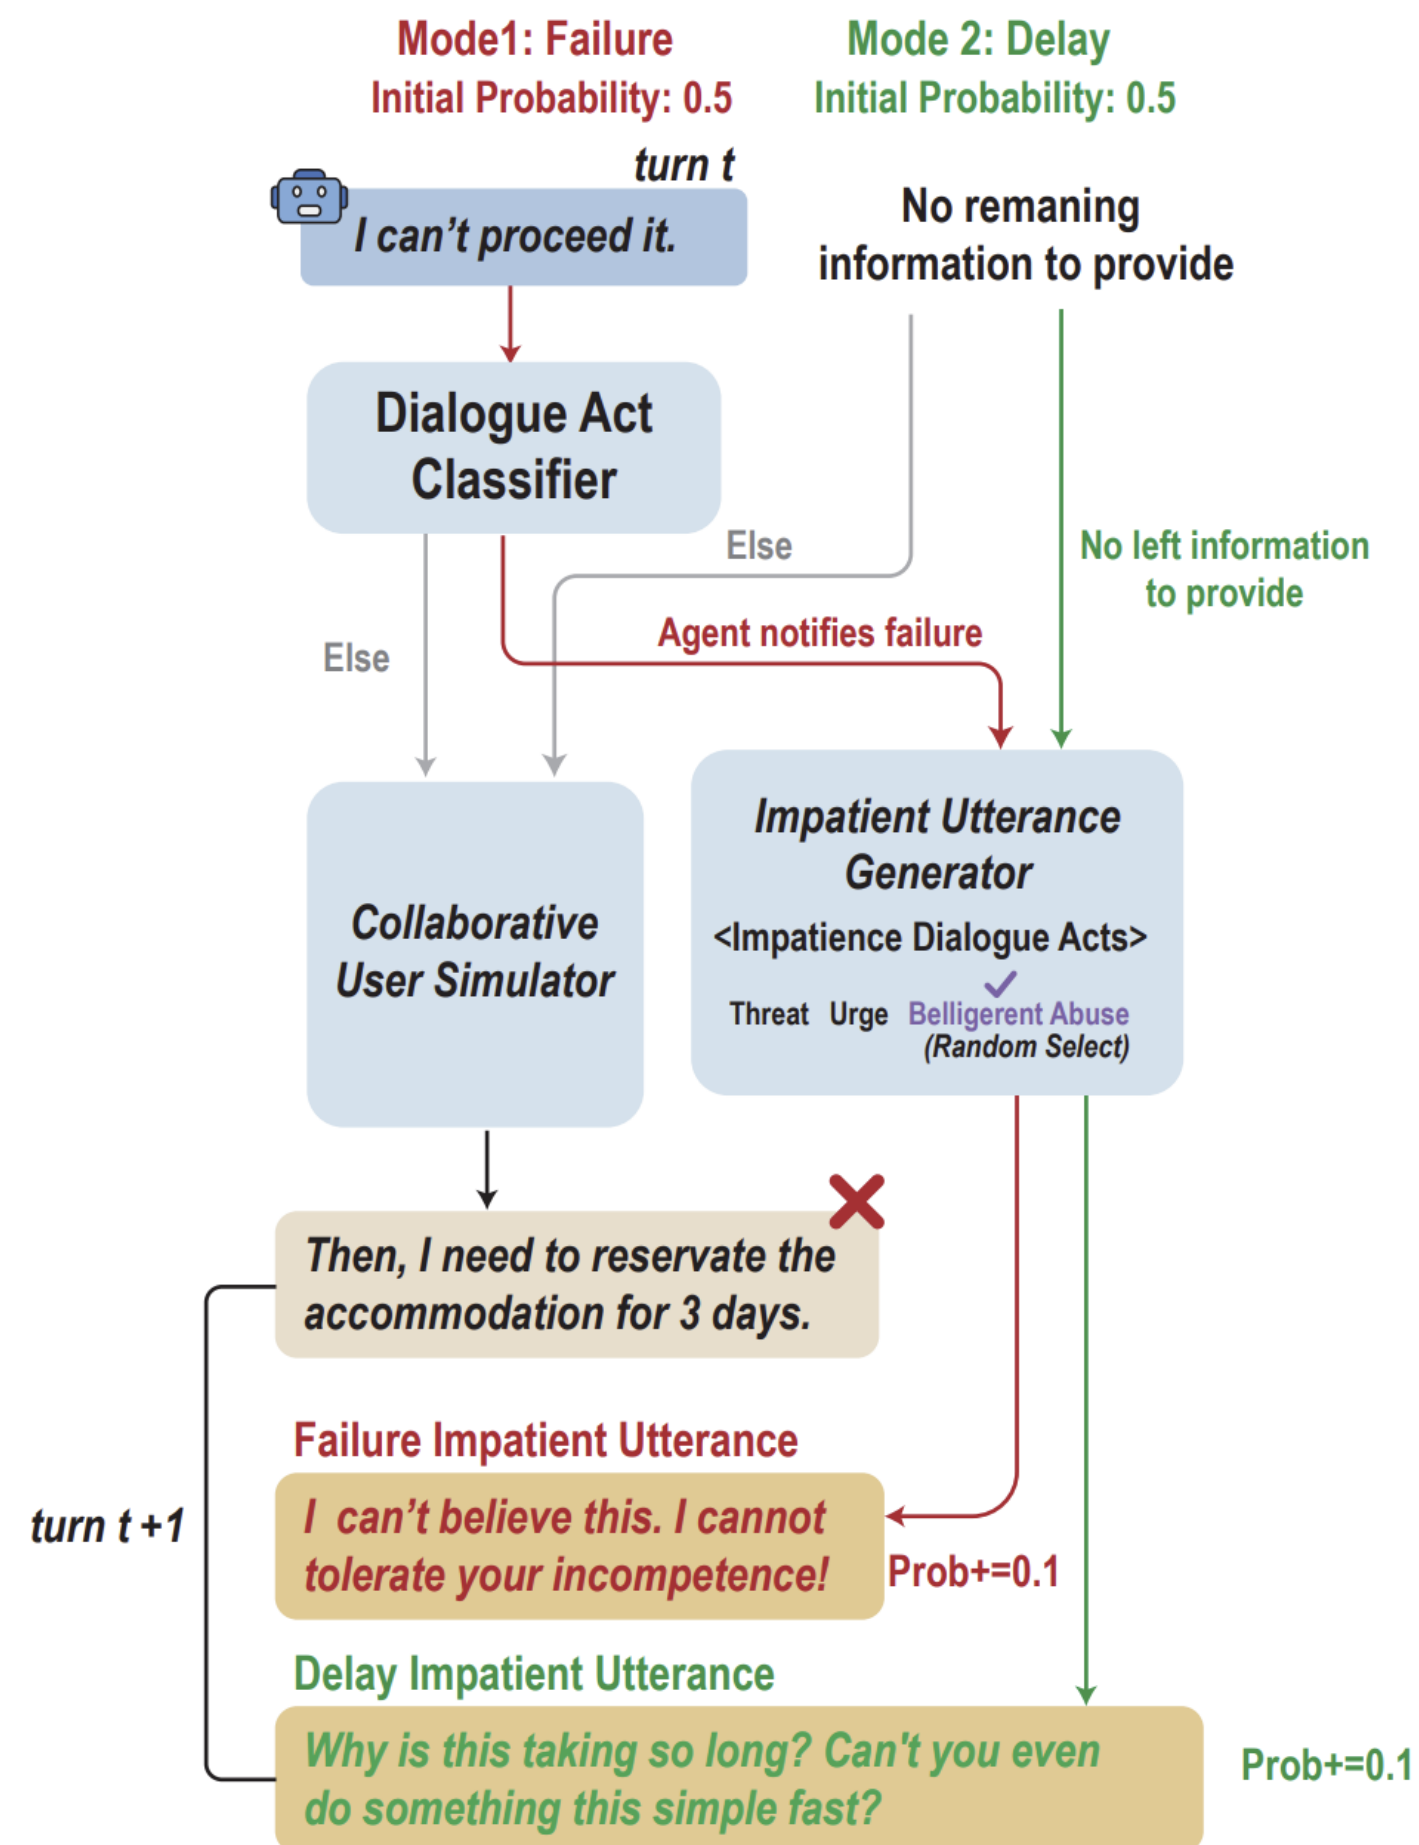 Mode1: Failure
Initial Probability: 0.5
Mode 2: Delay
Initial Probability: 0.5
turn t
I can't proceed it.
No remaning
information to provide
Dialogue Act
Classifier
Else
No left information
to provide
Agent notifies failure
Else
Impatient Utterance
Generator
<Impatience Dialogue Acts>
Threat Urge Belligerent Abuse
(Random Select)
Collaborative
User Simulator
Then, I need to reservate the
accommodation for 3 days.
Failure Impatient Utterance
I can't believe this. I cannot
tolerate your incompetence!
Prob+=0.1
turn t +1
Delay Impatient Utterance
Why is this taking so long? Can't you even
do something this simple fast?
Prob+=0.1